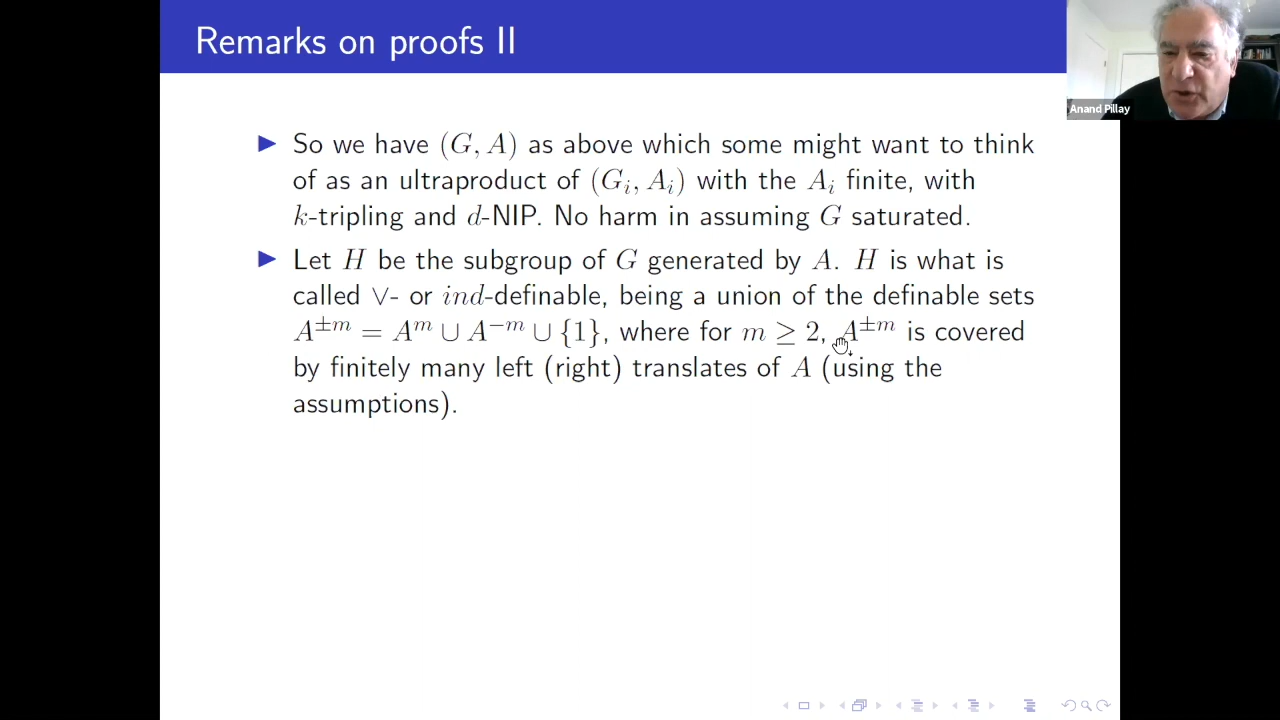 Remarks on proofs II
Anand Pillay
▶ So we have (G, A) as above which some might want to think
of as an ultraproduct of (Gᵢ, Aᵢ) with the Aᵢ finite, with
k-tripling and d-NIP. No harm in assuming G saturated.
▶ Let H be the subgroup of G generated by A. H is what is
called ∨- or ind-definable, being a union of the definable sets
A^{±m} = A^m ∪ A^{−m} ∪ {1}, where for m ≥ 2, A^{±m} is covered
by finitely many left (right) translates of A (using the
assumptions).